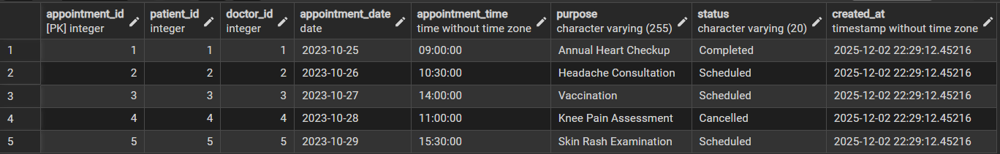 appointment_id patient_id doctor_id appointment_date appointment_time purpose status created_at
[PK] integer integer integer date time without time zone character varying (255) character varying (20) timestamp without time zone
1 1 1 1 2023-10-25 09:00:00 Annual Heart Checkup Completed 2025-12-02 22:29:12.45216
2 2 2 2 2023-10-26 10:30:00 Headache Consultation Scheduled 2025-12-02 22:29:12.45216
3 3 3 3 2023-10-27 14:00:00 Vaccination Scheduled 2025-12-02 22:29:12.45216
4 4 4 4 2023-10-28 11:00:00 Knee Pain Assessment Cancelled 2025-12-02 22:29:12.45216
5 5 5 5 2023-10-29 15:30:00 Skin Rash Examination Scheduled 2025-12-02 22:29:12.45216